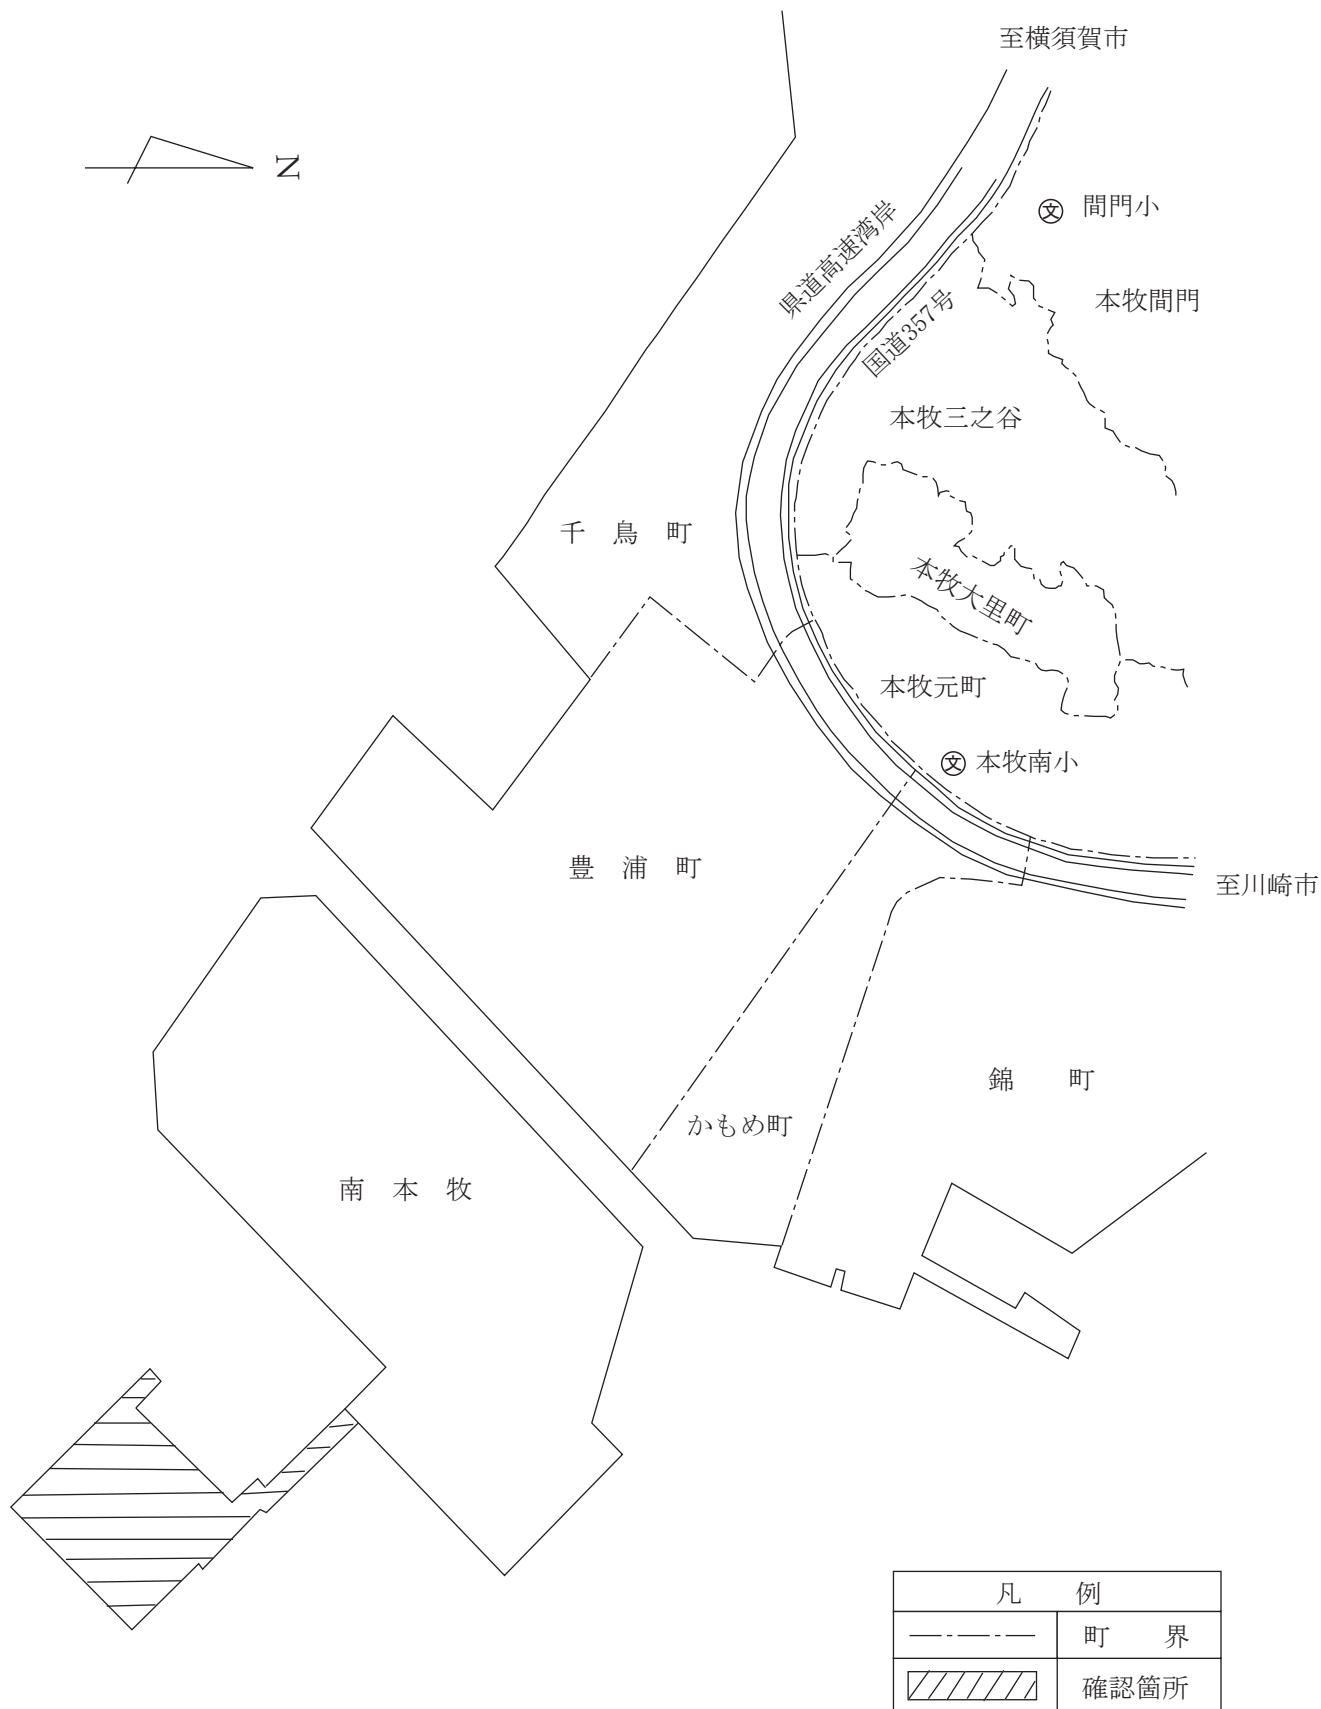 至横須賀市
N
文 間門小
県道高速湾岸
本牧間門
国道357号
本牧三之谷
千鳥町
本牧大里町
本牧元町
文 本牧南小
豊浦町
至川崎市
錦町
かもめ町
南本牧
凡例
町界
確認箇所